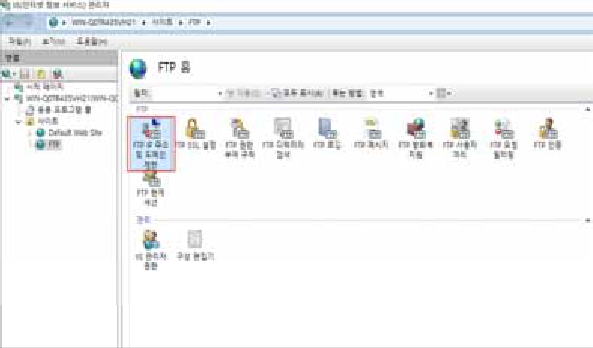 IIS(인터넷 정보 서비스) 관리자
WIN-QOTB4J5VH21 ▸ 사이트 ▸ FTP ▸
파일(F) 보기(V) 도움말(H)
연결
시작 페이지
응용 프로그램 풀
사이트
Default Web Site
FTP
FTP 홈
필터:
모두 표시(A)
그룹화 방법: 영역
FTP
FTP IP 주소 및 도메인 제한
FTP SSL 설정
FTP 권한 부여 규칙
FTP 디렉터리 검색
FTP 로깅
FTP 메시지
FTP 방화벽 지원
FTP 사용자 격리
FTP 요청 필터링
FTP 인증
FTP 현재 세션
관리
IIS 관리자 권한
구성 편집기